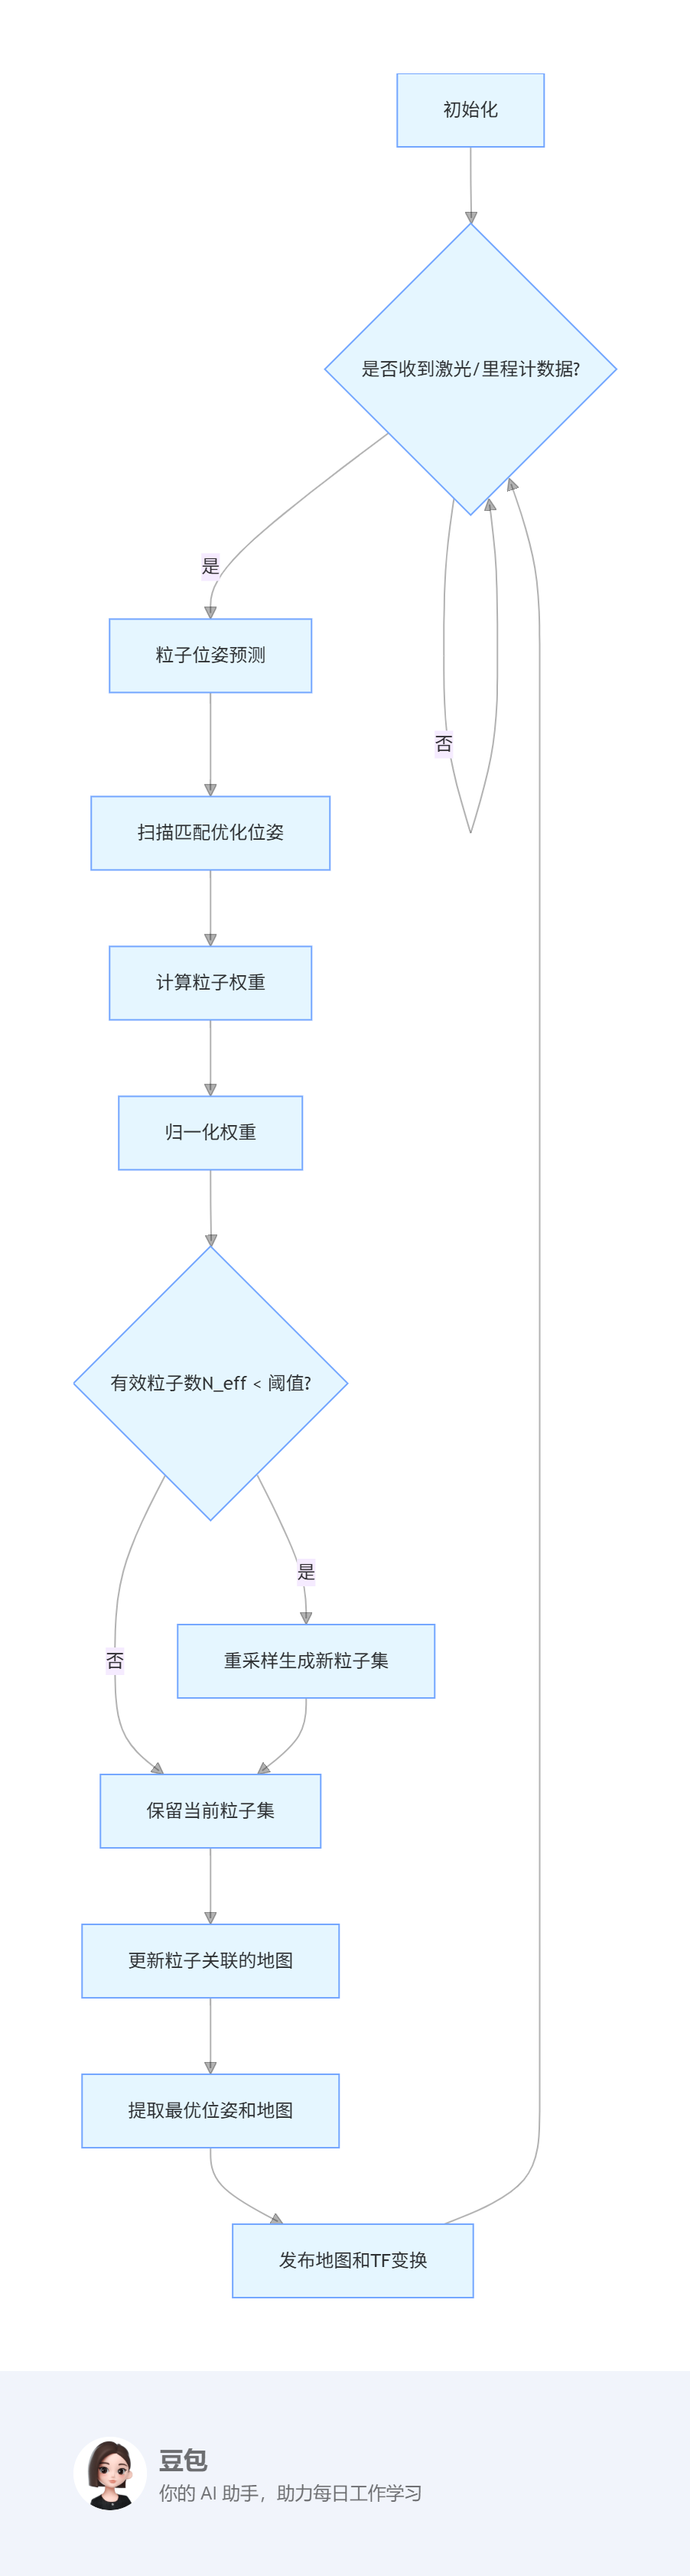 初始化
是否收到激光/里程计数据?
是
粒子位姿预测
否
扫描匹配优化位姿
计算粒子权重
归一化权重
有效粒子数N_eff < 阈值?
是
否
重采样生成新粒子集
保留当前粒子集
更新粒子关联的地图
提取最优位姿和地图
发布地图和TF变换
豆包
你的 AI 助手，助力每日工作学习